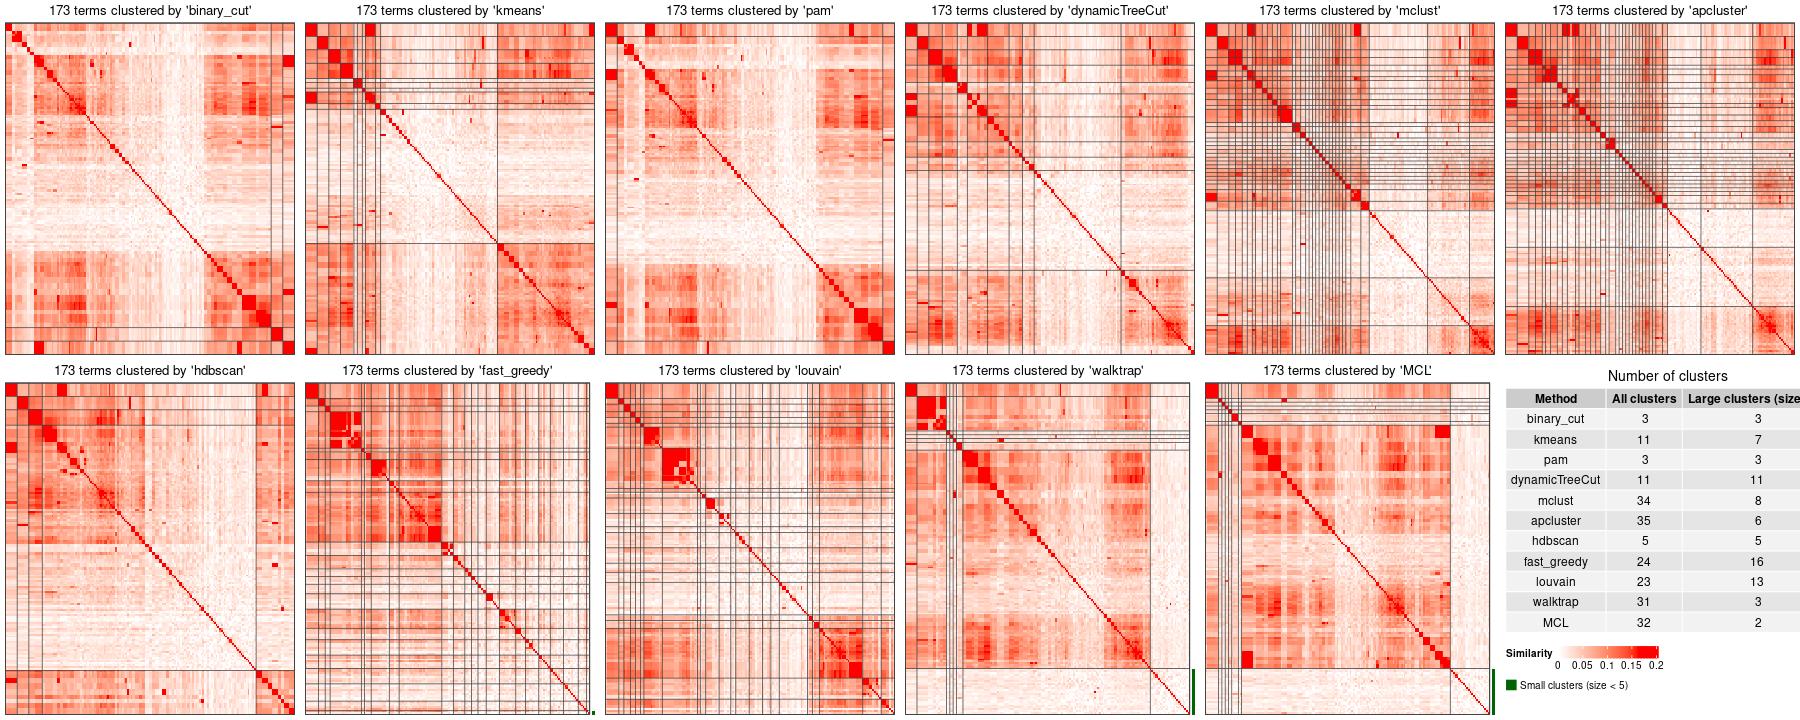 173 terms clustered by 'binary_cut'
173 terms clustered by 'kmeans'
173 terms clustered by 'pam'
173 terms clustered by 'dynamicTreeCut'
173 terms clustered by 'mclust'
173 terms clustered by 'apcluster'
173 terms clustered by 'hdbscan'
173 terms clustered by 'fast_greedy'
173 terms clustered by 'louvain'
173 terms clustered by 'walktrap'
173 terms clustered by 'MCL'
Number of clusters
Method All clusters Large clusters (size
binary_cut 3 3
kmeans 11 7
pam 3 3
dynamicTreeCut 11 11
mclust 34 8
apcluster 35 6
hdbscan 5 5
fast_greedy 24 16
louvain 23 13
walktrap 31 3
MCL 32 2
Similarity
0 0.05 0.1 0.15 0.2
Small clusters (size < 5)